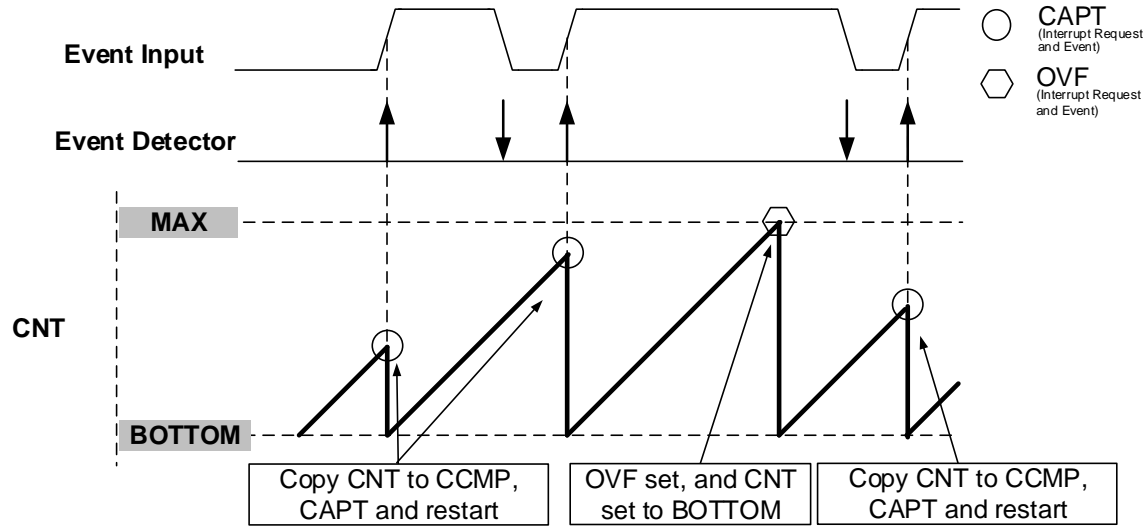 CAPT
(Interrupt Request
and Event)
Event Input
OVF
(Interrupt Request
and Event)
Event Detector
MAX
CNT
BOTTOM
Copy CNT to CCMP,
CAPT and restart
OVF set, and CNT
set to BOTTOM
Copy CNT to CCMP,
CAPT and restart